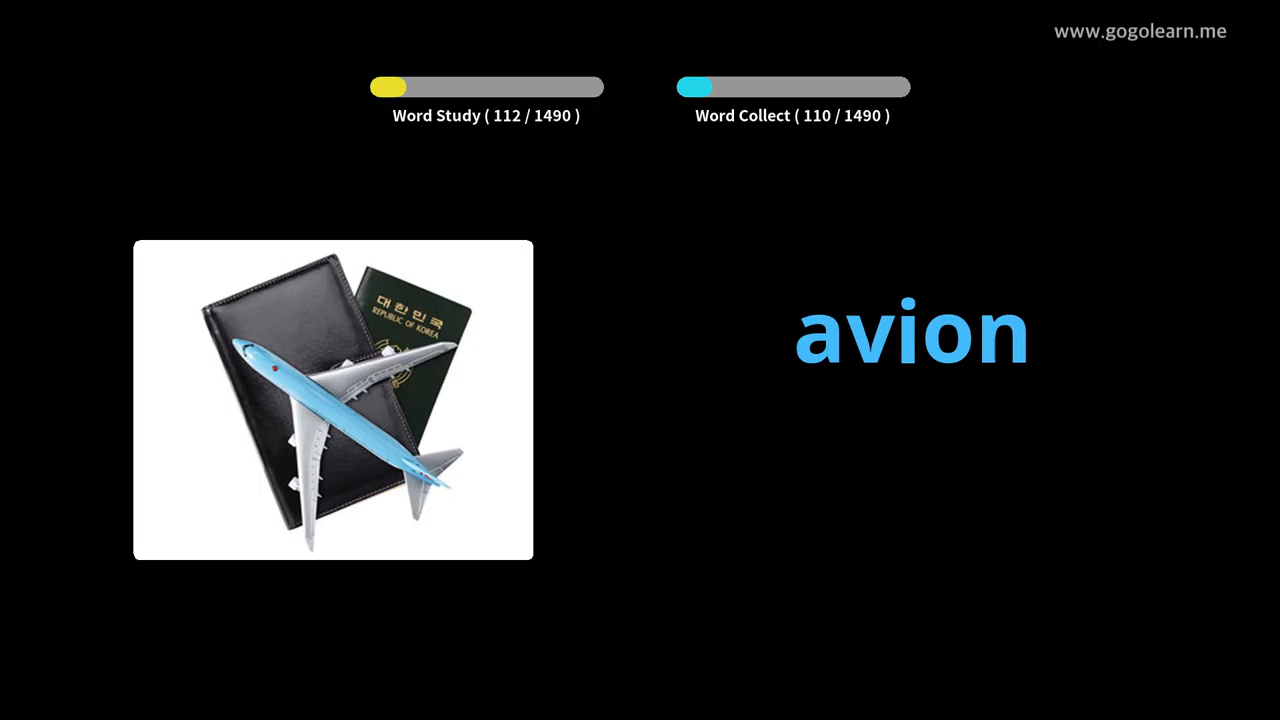 www.gogolearn.me
Word Study ( 112 / 1490 )
Word Collect ( 110 / 1490 )
대한민국
REPUBLIC OF KOREA
avion